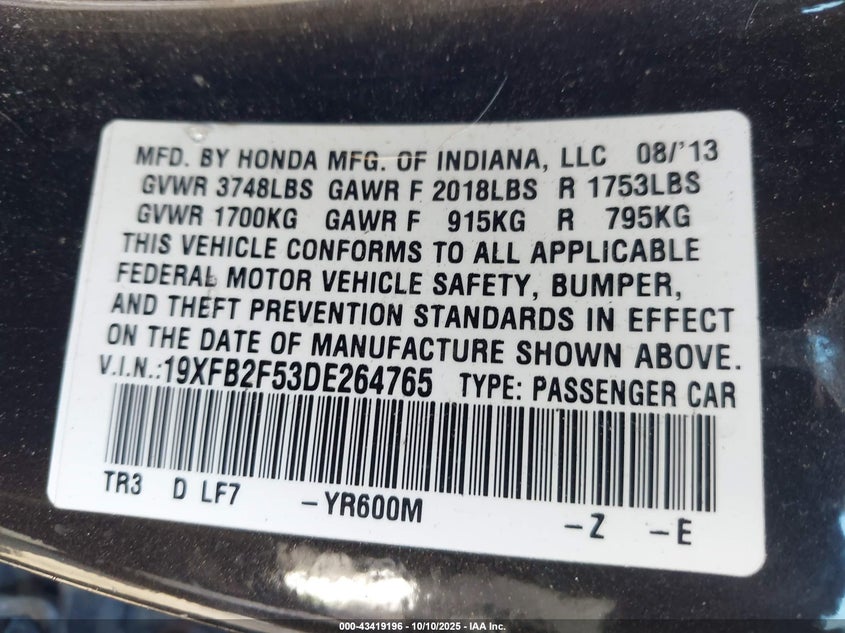 MFD. BY HONDA MFG. OF INDIANA, LLC 08/'13
GVWR 3748LBS GAWR F 2018LBS R 1753LBS
GVWR 1700KG GAWR F 915KG R 795KG
THIS VEHICLE CONFORMS TO ALL APPLICABLE
FEDERAL MOTOR VEHICLE SAFETY, BUMPER,
AND THEFT PREVENTION STANDARDS IN EFFECT
ON THE DATE OF MANUFACTURE SHOWN ABOVE.
V.I.N.:19XFB2F53DE264765 TYPE: PASSENGER CAR
TR3 D LF7 -YR600M -Z -E
000-43419196 - 10/10/2025 - IAA Inc.